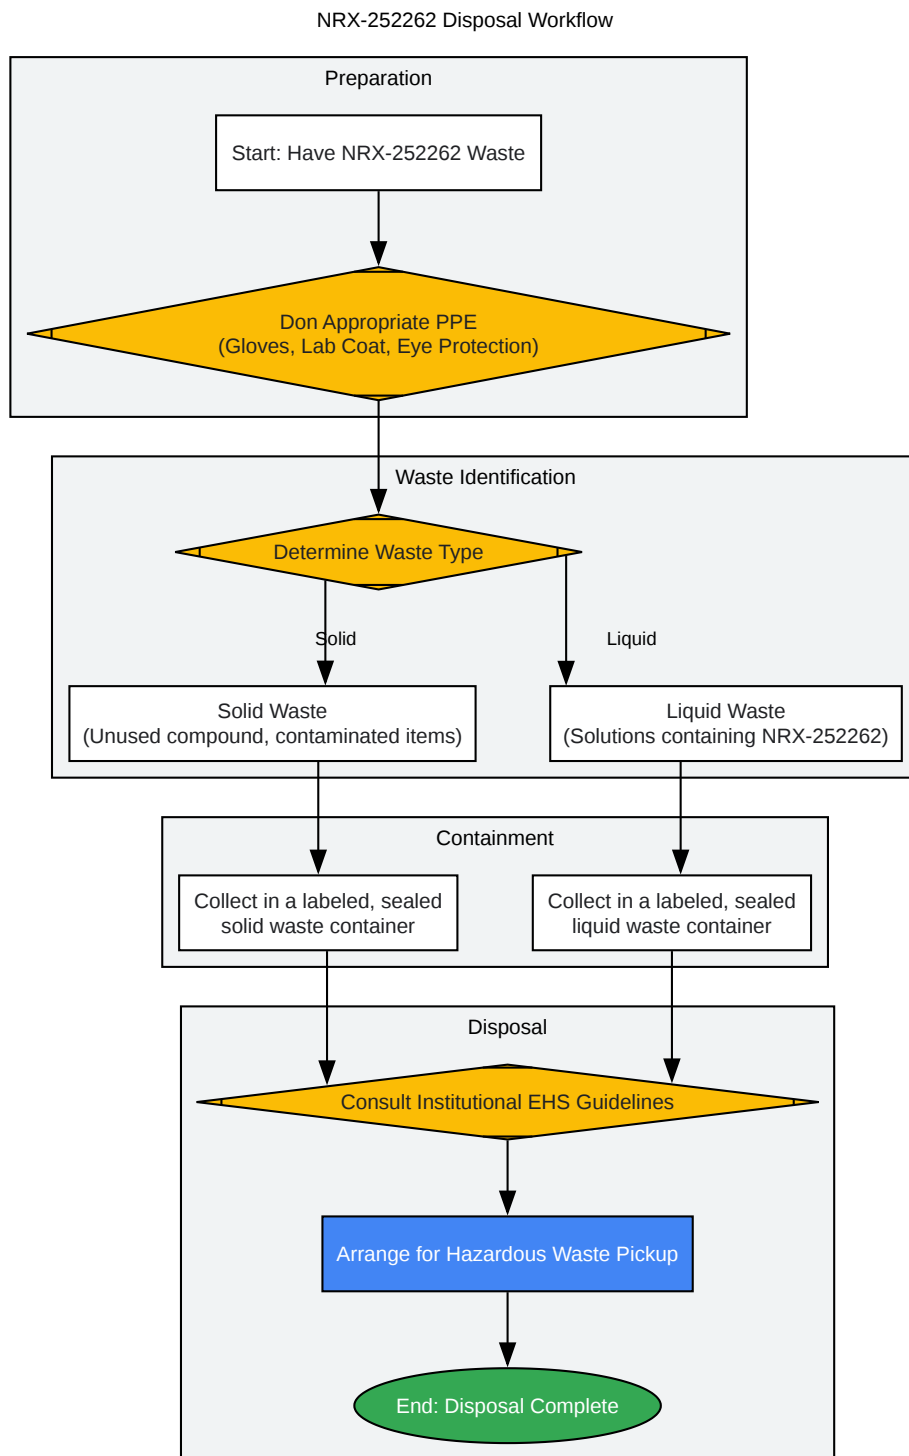 NRX-252262 Disposal Workflow
Preparation
Start: Have NRX-252262 Waste
Don Appropriate PPE
(Gloves, Lab Coat, Eye Protection)
Waste Identification
Determine Waste Type
Solid
Liquid
Solid Waste
(Unused compound, contaminated items)
Liquid Waste
(Solutions containing NRX-252262)
Containment
Collect in a labeled, sealed
solid waste container
Collect in a labeled, sealed
liquid waste container
Disposal
Consult Institutional EHS Guidelines
Arrange for Hazardous Waste Pickup
End: Disposal Complete